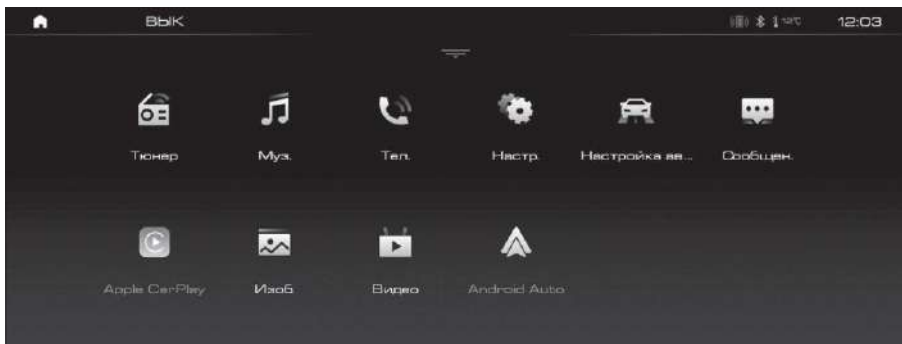 ВЫК 12:03
Тюнер Муз. Тел. Настр. Настройка ав... Сообщен.
Apple CarPlay Изоб. Видео Android Auto